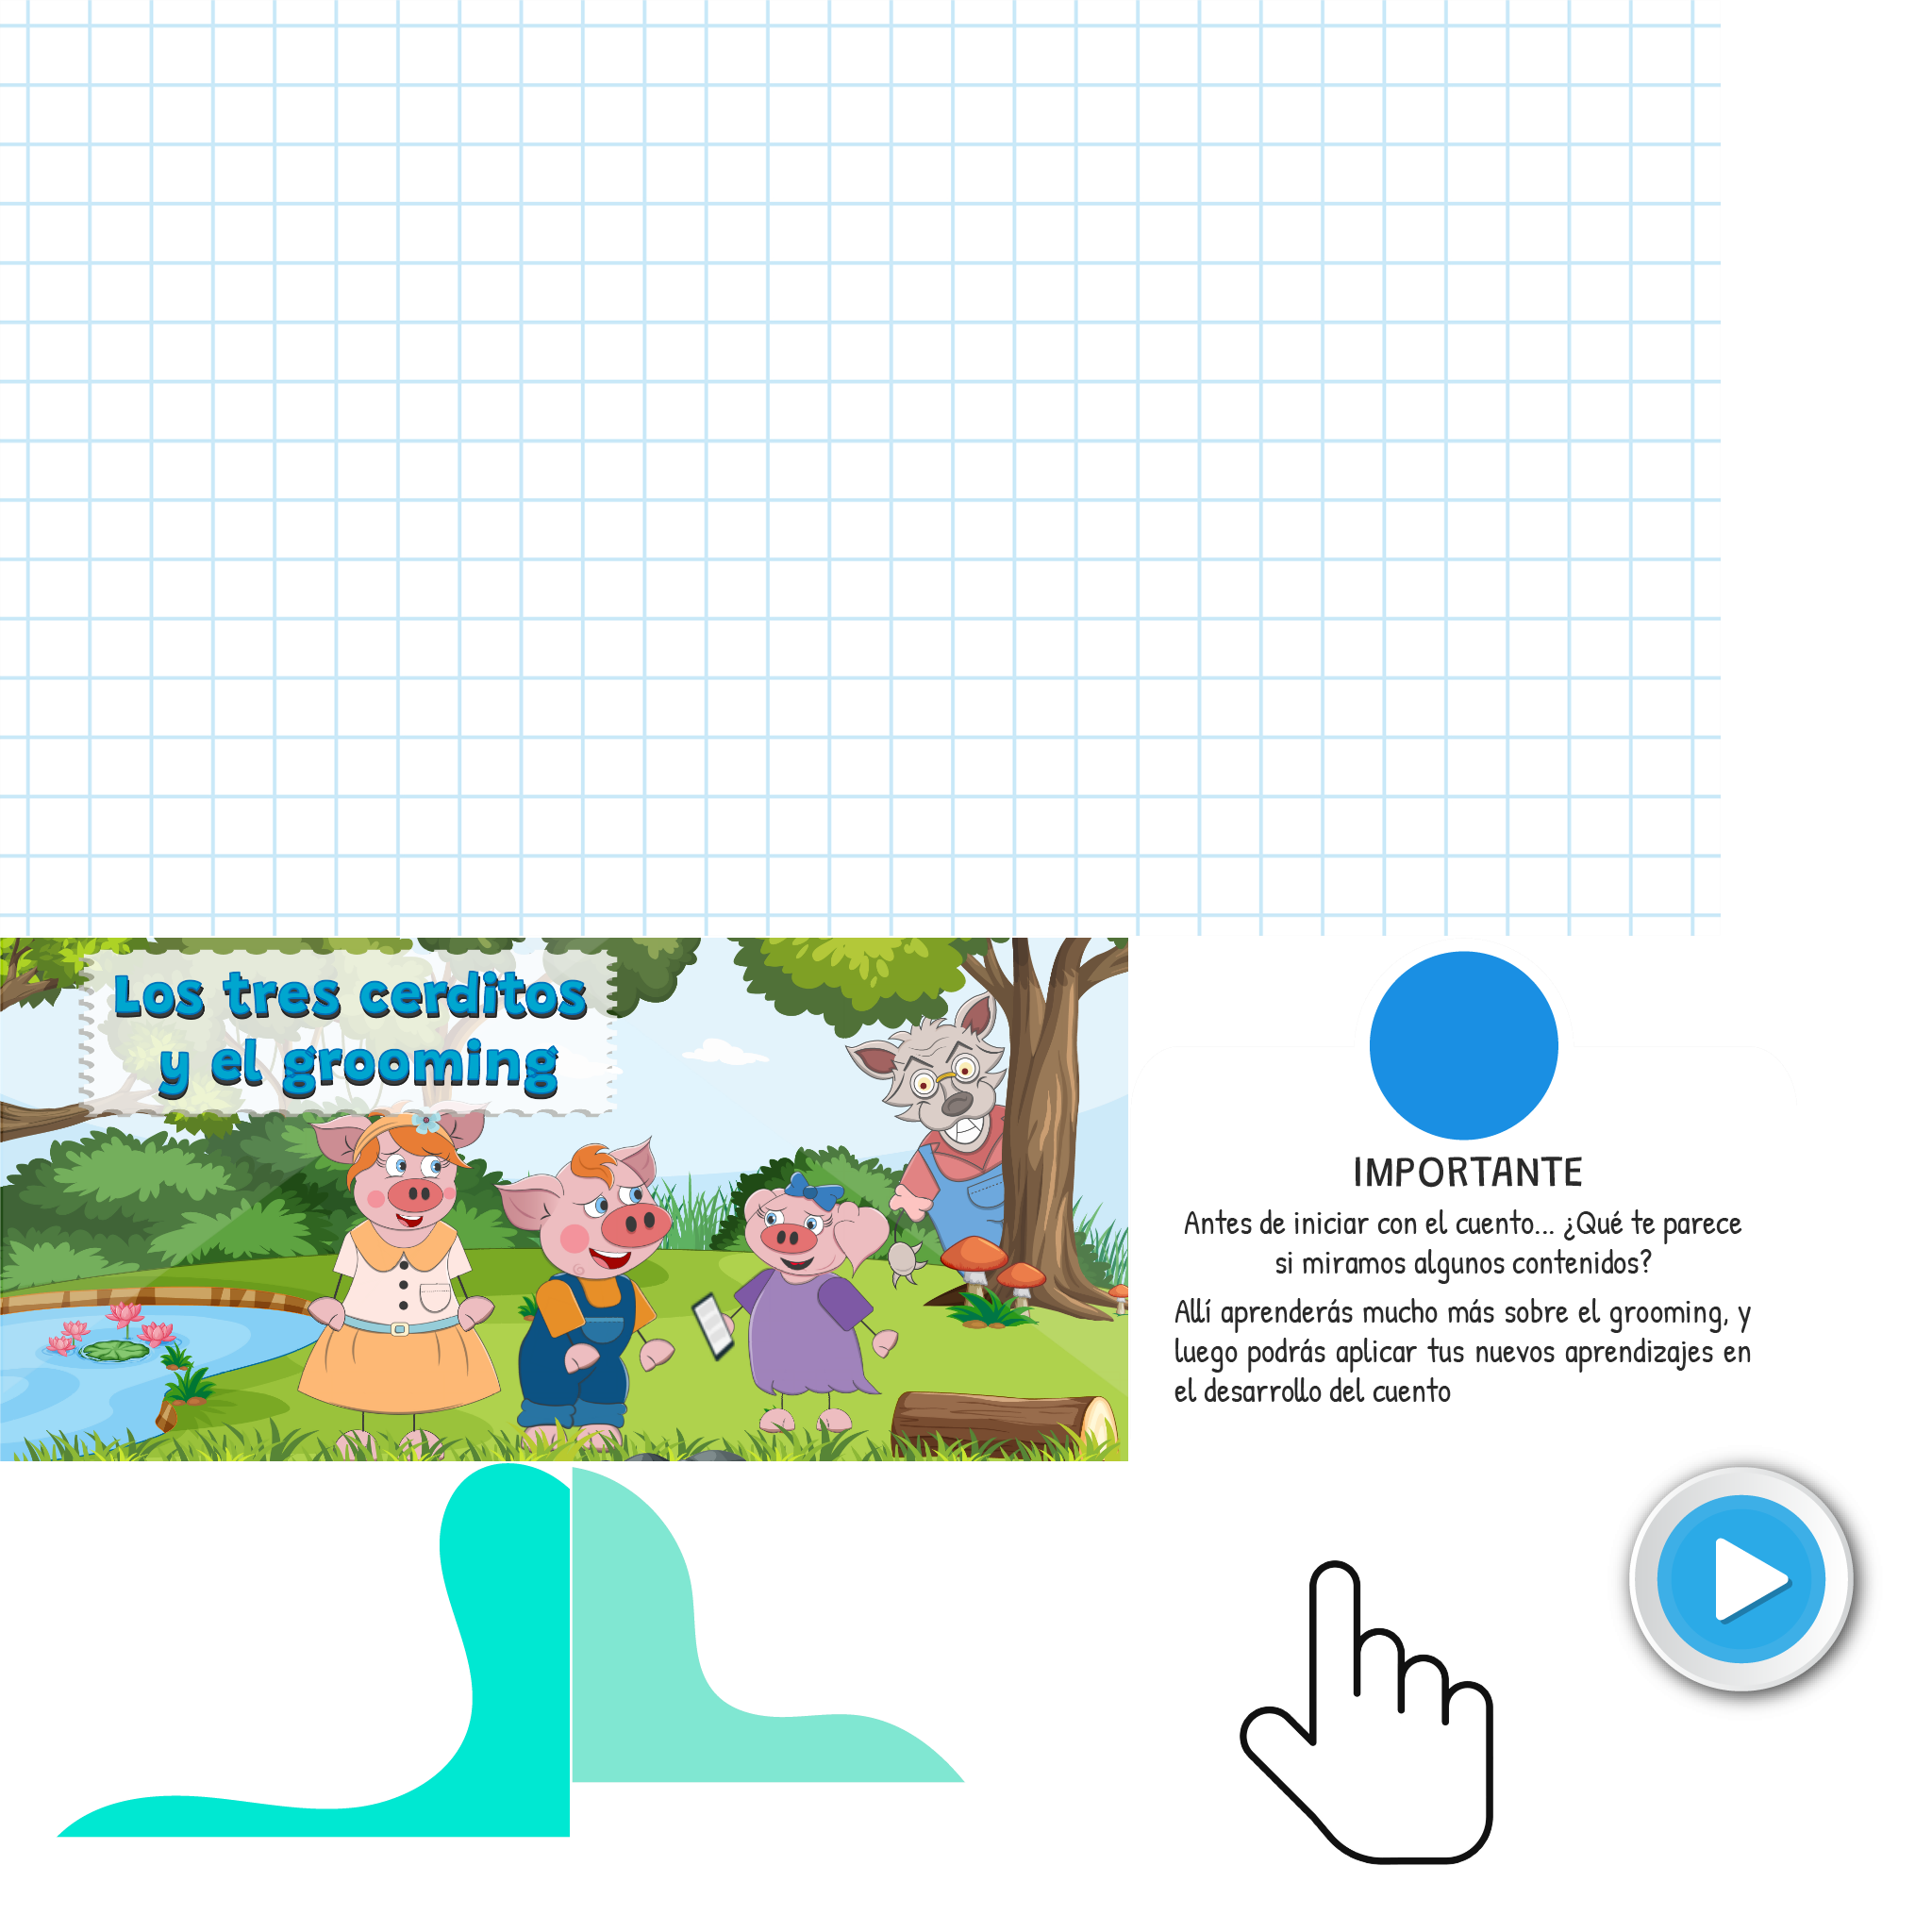 Los tres cerditos
y el grooming
IMPORTANTE
Antes de iniciar con el cuento... ¿Qué te parece
si miramos algunos contenidos?
Allí aprenderás mucho más sobre el grooming, y
luego podrás aplicar tus nuevos aprendizajes en
el desarrollo del cuento